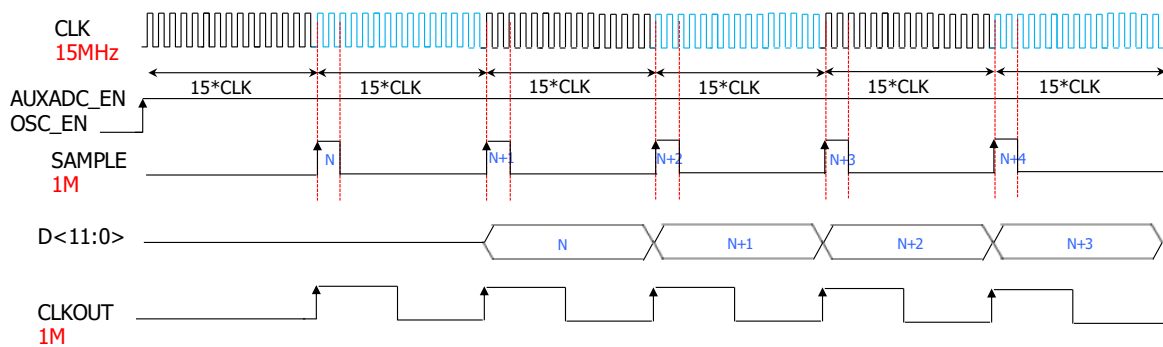 CLK
15MHz
15*CLK 15*CLK 15*CLK 15*CLK 15*CLK 15*CLK
AUXADC_EN
OSC_EN
SAMPLE
1M
N N+1 N+2 N+3 N+4
D<11:0>
N N+1 N+2 N+3
CLKOUT
1M